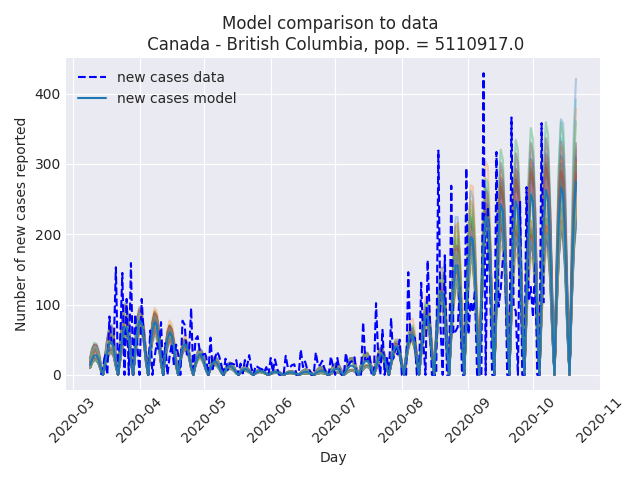 Model comparison to data
Canada - British Columbia, pop. = 5110917.0
new cases data
new cases model
Number of new cases reported
400
300
200
100
0
2020-03
2020-04
2020-05
2020-06
2020-07
2020-08
2020-09
2020-10
2020-11
Day